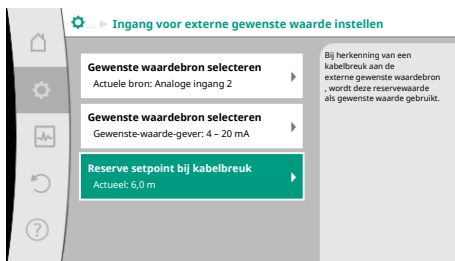 ... Ingang voor externe gewenste waarde instellen
Gewenste waardebron selecteren
Actuele bron: Analoge ingang 2
Gewenste waardebron selecteren
Gewenste-waarde-gever: 4 – 20 mA
Reserve setpoint bij kabelbreuk
Actueel: 6,0 m
Bij herkenning van een
kabelbreuk aan de
externe gewenste waardebron
, wordt deze reservewaarde
als gewenste waarde gebruikt.
?